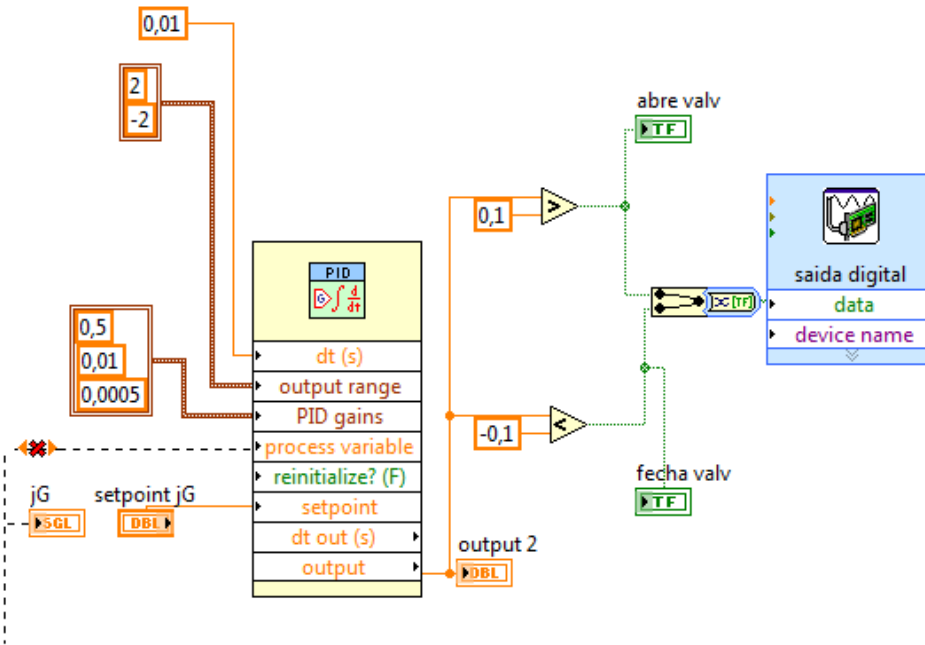 0,01
2
-2
abre valv
TF
0,1
>
PID
G∫ d/dt
saida digital
[TF]
data
device name
0,5
0,01
0,0005
dt (s)
output range
PID gains
process variable
reinitialize? (F)
setpoint
dt out (s)
output
-0,1
<
fecha valv
TF
jG
SGL
setpoint jG
DBL
output 2
DBL